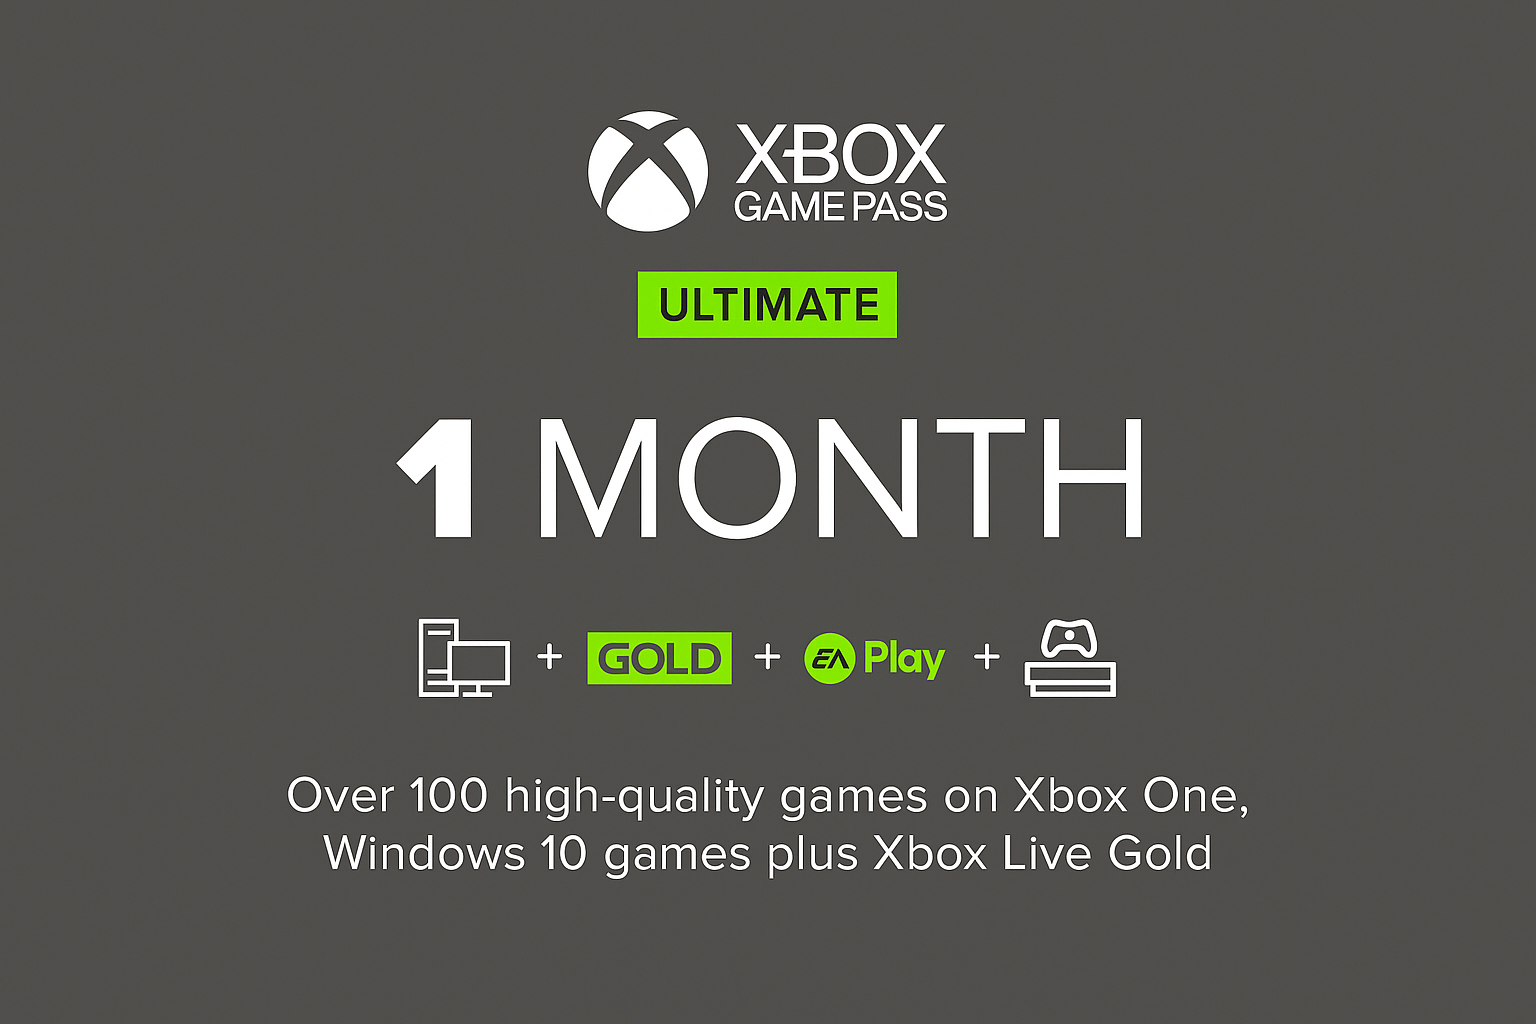 XBOX
GAME PASS
ULTIMATE
1 MONTH
+ GOLD + EA Play +
Over 100 high-quality games on Xbox One,
Windows 10 games plus Xbox Live Gold